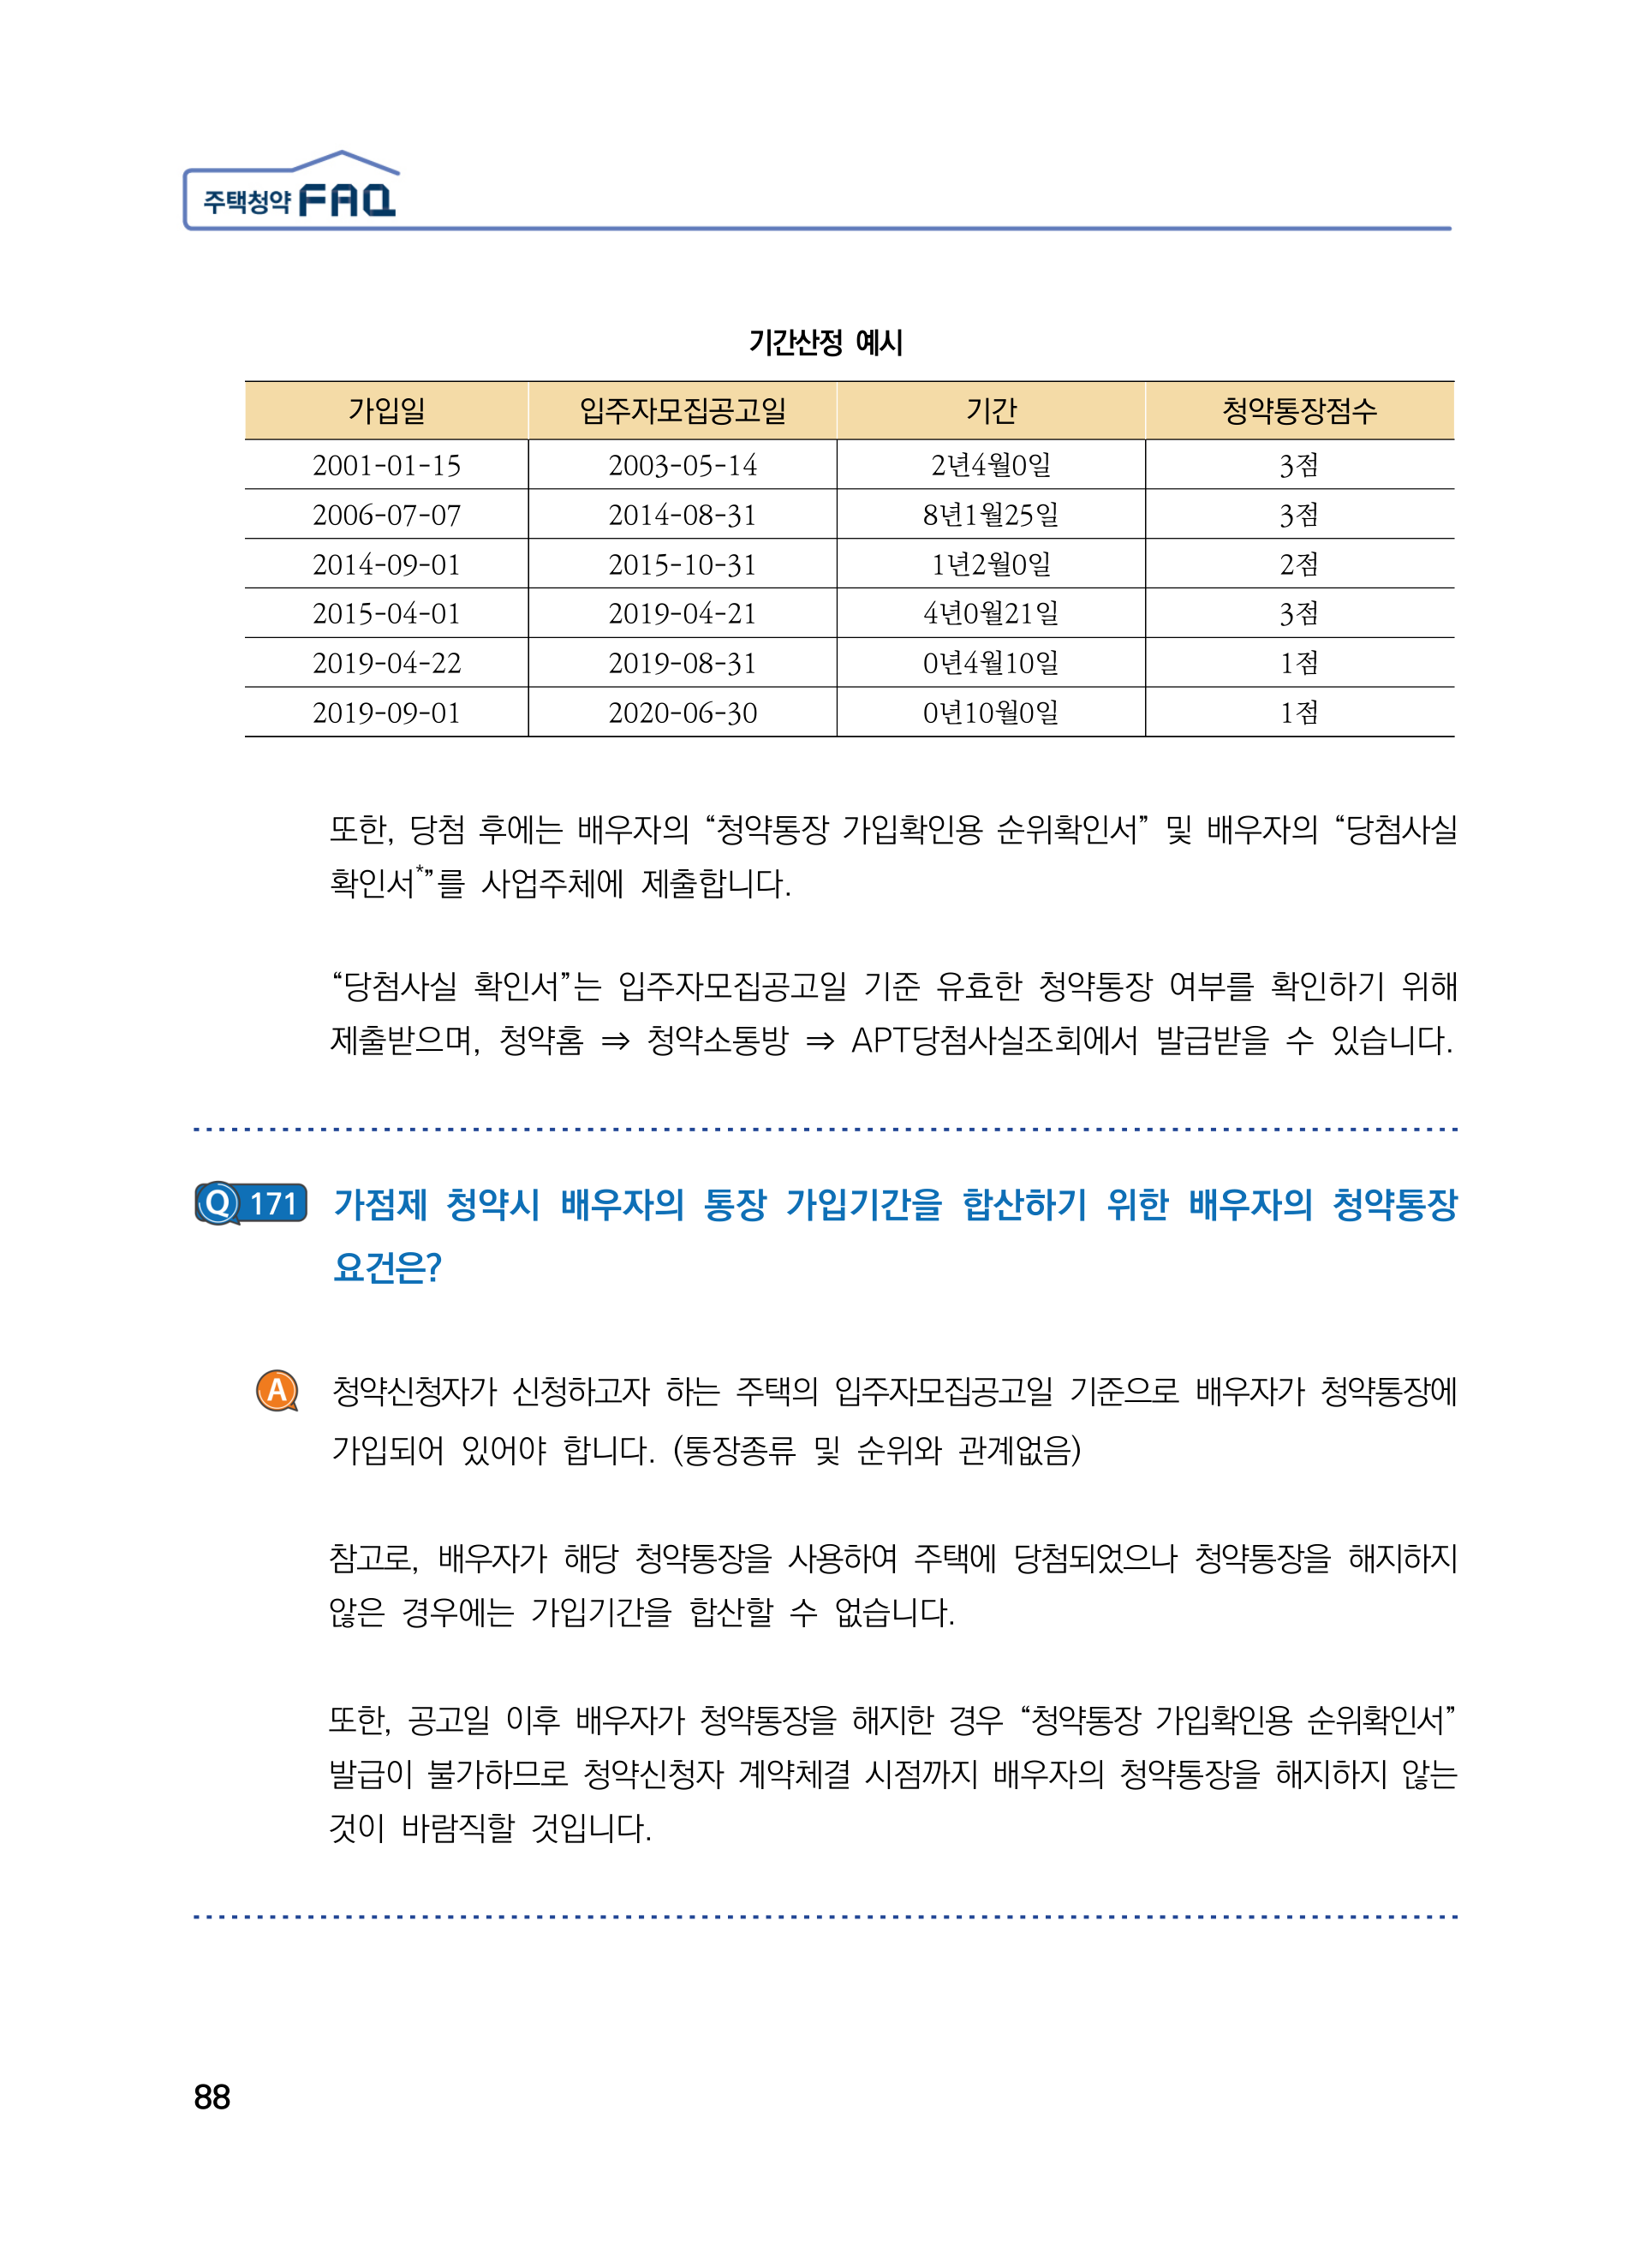 주택청약 FAQ
기간산정 예시
가입일 입주자모집공고일 기간 청약통장점수
2001-01-15 2003-05-14 2년4월0일 3점
2006-07-07 2014-08-31 8년1월25일 3점
2014-09-01 2015-10-31 1년2월0일 2점
2015-04-01 2019-04-21 4년0월21일 3점
2019-04-22 2019-08-31 0년4월10일 1점
2019-09-01 2020-06-30 0년10월0일 1점
또한, 당첨 후에는 배우자의 “청약통장 가입확인용 순위확인서” 및 배우자의 “당첨사실
확인서*”를 사업주체에 제출합니다.
“당첨사실 확인서”는 입주자모집공고일 기준 유효한 청약통장 여부를 확인하기 위해
제출받으며, 청약홈 ⇒ 청약소통방 ⇒ APT당첨사실조회에서 발급받을 수 있습니다.
Q 171 가점제 청약시 배우자의 통장 가입기간을 합산하기 위한 배우자의 청약통장
요건은?
A 청약신청자가 신청하고자 하는 주택의 입주자모집공고일 기준으로 배우자가 청약통장에
가입되어 있어야 합니다. (통장종류 및 순위와 관계없음)
참고로, 배우자가 해당 청약통장을 사용하여 주택에 당첨되었으나 청약통장을 해지하지
않은 경우에는 가입기간을 합산할 수 없습니다.
또한, 공고일 이후 배우자가 청약통장을 해지한 경우 “청약통장 가입확인용 순위확인서”
발급이 불가하므로 청약신청자 계약체결 시점까지 배우자의 청약통장을 해지하지 않는
것이 바람직할 것입니다.
88